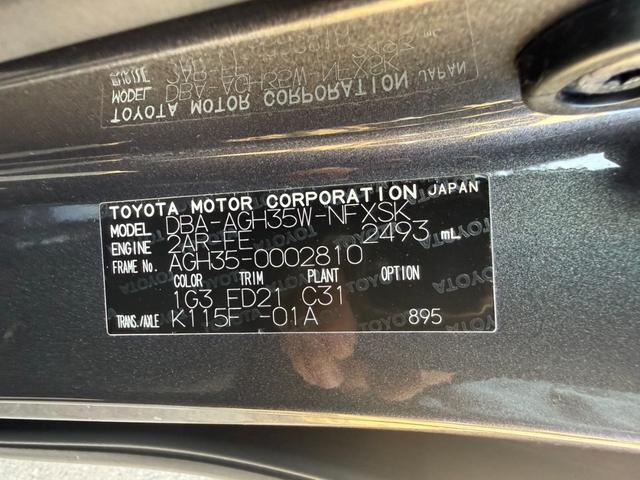 TOYOTA MOTOR CORPORATION JAPAN
MODEL DBA-AGH35W-NFXSK
ENGINE 2AR-FE 2493 mL
FRAME No. AGH35-0002810
COLOR TRIM PLANT OPTION
1G3 FD21 C31
TRANS./AXLE K115F -01A 895